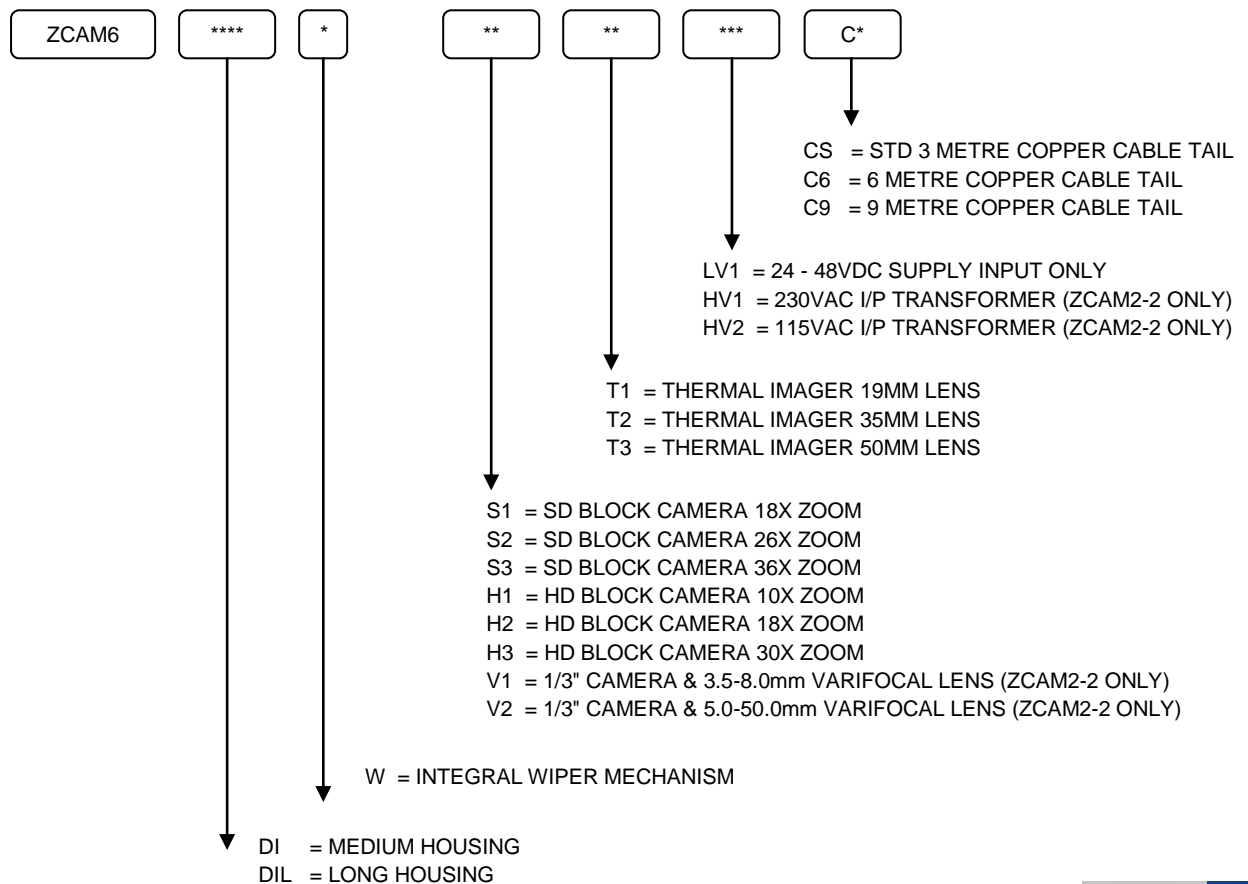 ZCAM6 **** * ** ** *** C*
CS = STD 3 METRE COPPER CABLE TAIL
C6 = 6 METRE COPPER CABLE TAIL
C9 = 9 METRE COPPER CABLE TAIL
LV1 = 24 - 48VDC SUPPLY INPUT ONLY
HV1 = 230VAC I/P TRANSFORMER (ZCAM2-2 ONLY)
HV2 = 115VAC I/P TRANSFORMER (ZCAM2-2 ONLY)
T1 = THERMAL IMAGER 19MM LENS
T2 = THERMAL IMAGER 35MM LENS
T3 = THERMAL IMAGER 50MM LENS
S1 = SD BLOCK CAMERA 18X ZOOM
S2 = SD BLOCK CAMERA 26X ZOOM
S3 = SD BLOCK CAMERA 36X ZOOM
H1 = HD BLOCK CAMERA 10X ZOOM
H2 = HD BLOCK CAMERA 18X ZOOM
H3 = HD BLOCK CAMERA 30X ZOOM
V1 = 1/3" CAMERA & 3.5-8.0mm VARIFOCAL LENS (ZCAM2-2 ONLY)
V2 = 1/3" CAMERA & 5.0-50.0mm VARIFOCAL LENS (ZCAM2-2 ONLY)
W = INTEGRAL WIPER MECHANISM
DI = MEDIUM HOUSING
DIL = LONG HOUSING